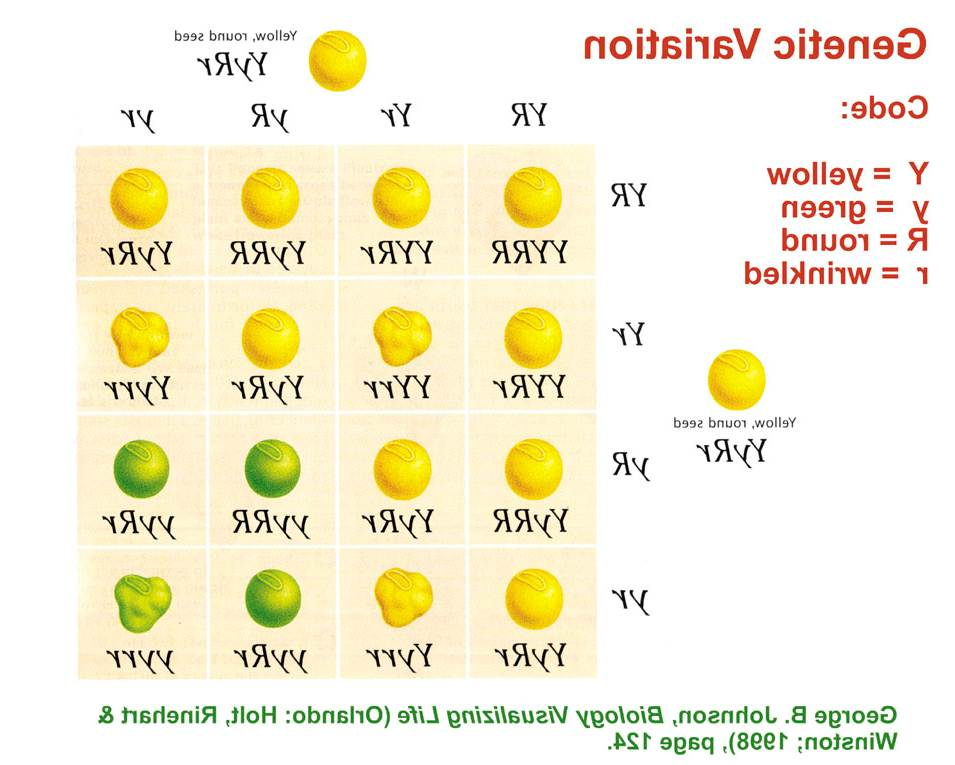 Genetic Variation
Code:
Y = yellow
y = green
R = round
r = wrinkled
Yellow, round seed
YyRr
YR Yr yR yr
YR
YYRR YYRr YyRR YyRr
Yr
YYRr YYrr YyRr Yyrr
Yellow, round seed
YyRr
yR
YyRR YyRr yyRR yyRr
yr
YyRr Yyrr yyRr yyrr
George B. Johnson, Biology Visualizing Life (Orlando: Holt, Rinehart &
Winston; 1998), page 124.